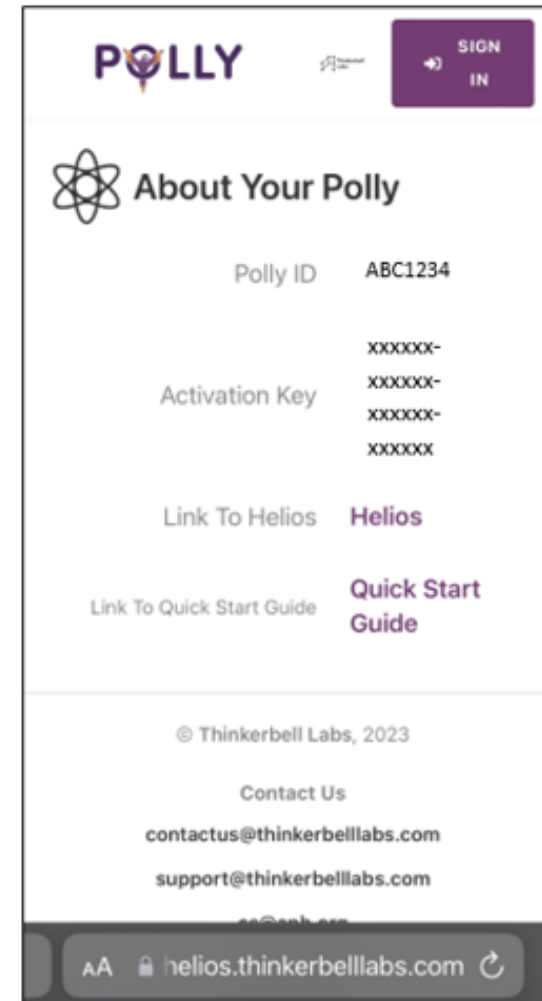 POLLY
SIGN
IN
About Your Polly
Polly ID ABC1234
Activation Key xxxxxx-
xxxxxx-
xxxxxx-
xxxxxx
Link To Helios Helios
Link To Quick Start Guide Quick Start
Guide
© Thinkerbell Labs, 2023
Contact Us
contactus@thinkerbelllabs.com
support@thinkerbelllabs.com
AA helios.thinkerbelllabs.com